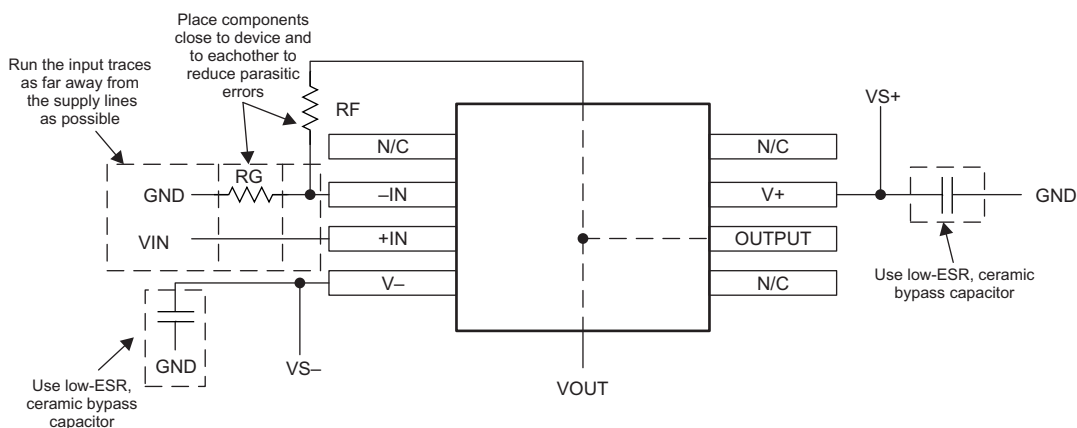 Place components
close to device and
to eachother to
reduce parasitic
errors
Run the input traces
as far away from
the supply lines
as possible
RF
VS+
N/C
N/C
RG
GND
–IN
V+
GND
VIN
+IN
OUTPUT
V–
N/C
Use low-ESR, ceramic
bypass capacitor
GND
VS–
VOUT
Use low-ESR,
ceramic bypass
capacitor